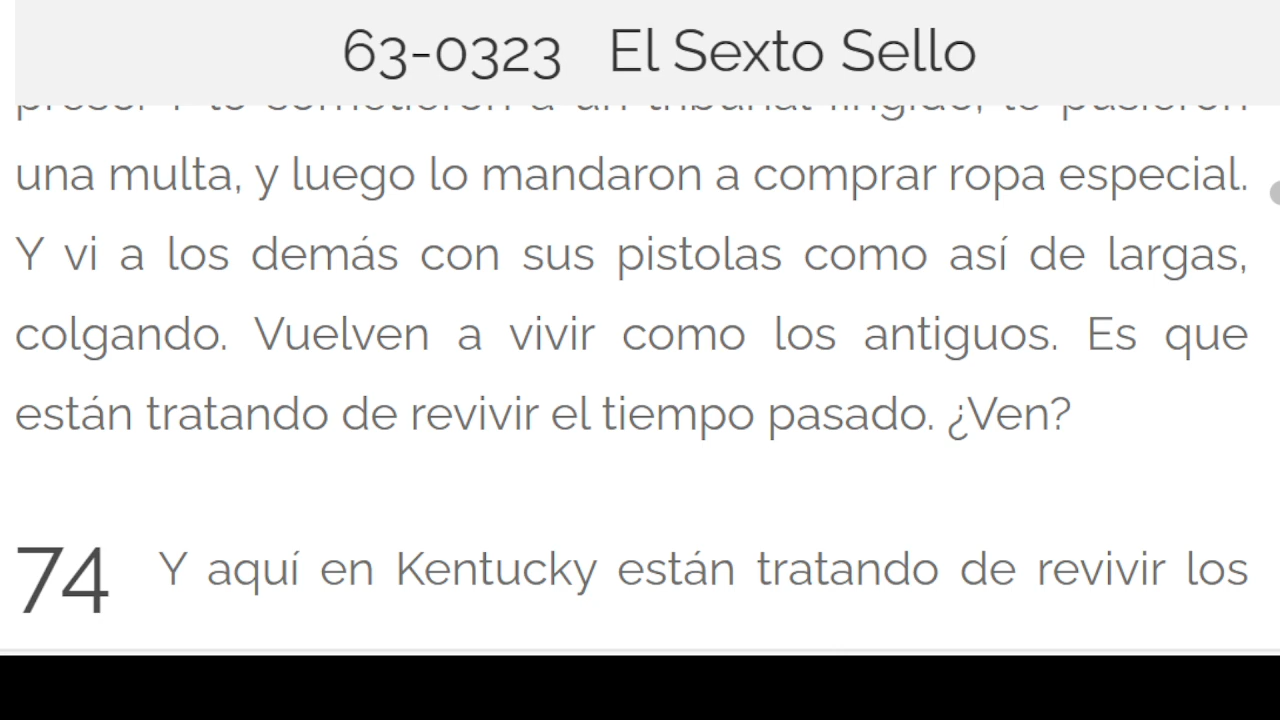 63-0323 El Sexto Sello
una multa, y luego lo mandaron a comprar ropa especial.
Y vi a los demás con sus pistolas como así de largas,
colgando. Vuelven a vivir como los antiguos. Es que
están tratando de revivir el tiempo pasado. ¿Ven?
74 Y aquí en Kentucky están tratando de revivir los